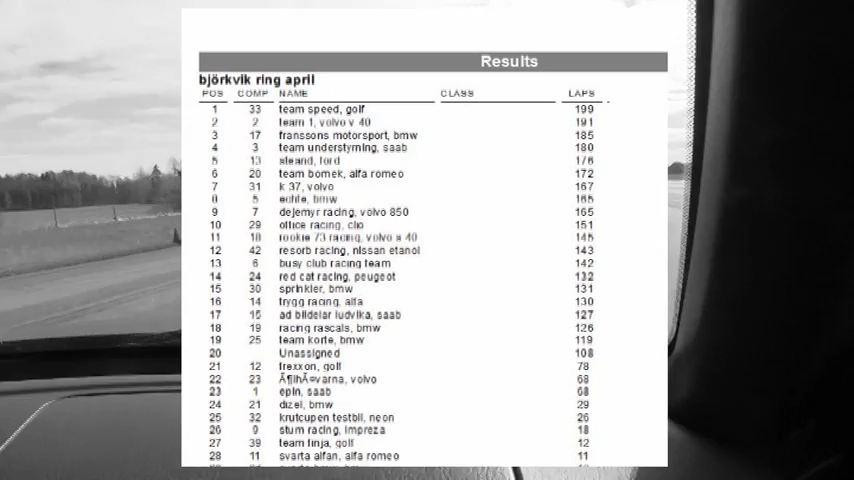 Results
björkvik ring april
POS COMP NAME CLASS LAPS
1 33 team speed, golf 199
2 2 team 1, volvo v 40 191
3 17 franssons motorsport, bmw 185
4 3 team understyrning, saab 180
5 13 steand, ford 176
6 20 team bomek, alfa romeo 172
7 31 k 37, volvo 167
8 5 bmw 165
9 7 dejemyr racing, volvo 850 165
10 29 office racing, clio 151
11 18 rookie 73 racing, volvo s 40 145
12 42 resorb racing, nissan etanol 143
13 6 busy club racing team 142
14 24 red cat racing, peugeot 132
15 30 sprinkler, bmw 131
16 14 trygg racing, alfa 130
17 15 ad bildelar ludvika, saab 127
18 19 racing rascals, bmw 126
19 25 team korte, bmw 119
20 Unassigned 108
21 12 frexxon, golf 78
22 23 Ã¶lhÃ¤varna, volvo 68
23 1 epin, saab 68
24 21 dizel, bmw 29
25 32 krutcupen testbil, neon 26
26 9 sturn racing, impreza 18
27 39 team finja, golf 12
28 11 svarta alfan, alfa romeo 11